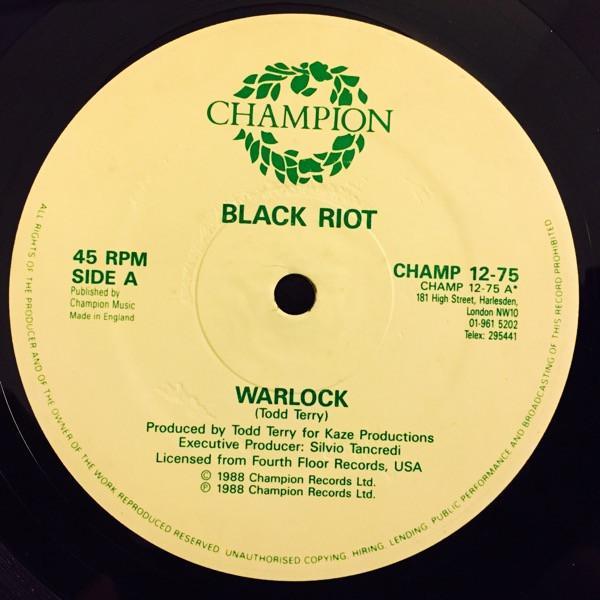 CHAMPION
BLACK RIOT
45 RPM
SIDE A
Published by
Champion Music
Made in England
CHAMP 12-75
CHAMP 12-75 A*
181 High Street, Harlesden,
London NW10
01-961 5202
Telex: 295441
WARLOCK
(Todd Terry)
Produced by Todd Terry for Kaze Productions
Executive Producer: Silvio Tancredi
Licensed from Fourth Floor Records, USA
© 1988 Champion Records Ltd.
℗ 1988 Champion Records Ltd.
ALL RIGHTS OF THE PRODUCER AND OF THE OWNER OF THE WORK REPRODUCED RESERVED. UNAUTHORISED COPYING, HIRING, LENDING, PUBLIC PERFORMANCE AND BROADCASTING OF THIS RECORD PROHIBITED